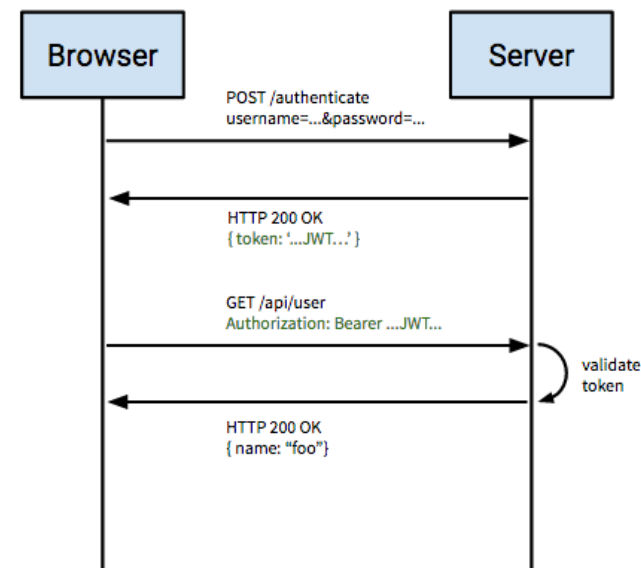 Browser
Server
POST /authenticate
username=...&password=...
HTTP 200 OK
{ token: ‘...JWT...’ }
GET /api/user
Authorization: Bearer ...JWT...
validate
token
HTTP 200 OK
{ name: “foo”}